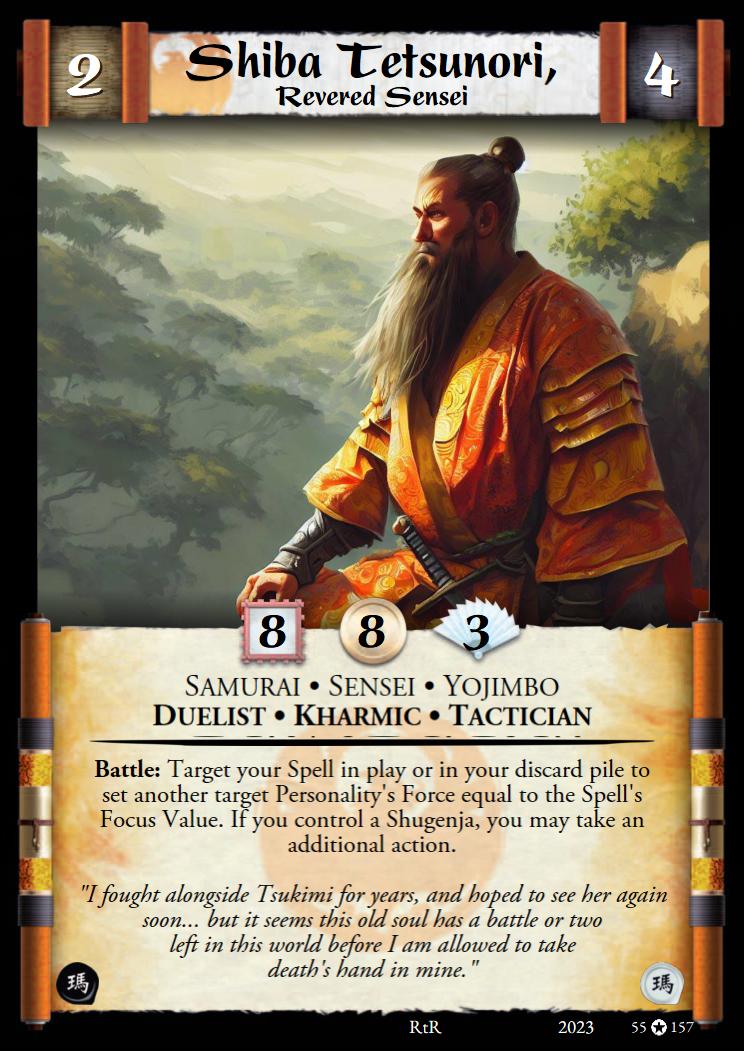 2
Shiba Tetsunori,
Revered Sensei
4
8
8
3
SAMURAI • SENSEI • YOJIMBO
DUELIST • KHARMIC • TACTICIAN
Battle: Target your Spell in play or in your discard pile to
set another target Personality's Force equal to the Spell's
Focus Value. If you control a Shugenja, you may take an
additional action.
"I fought alongside Tsukimi for years, and hoped to see her again
soon... but it seems this old soul has a battle or two
left in this world before I am allowed to take
death's hand in mine."
瑪
瑪
RtR 2023 55 ✪ 157